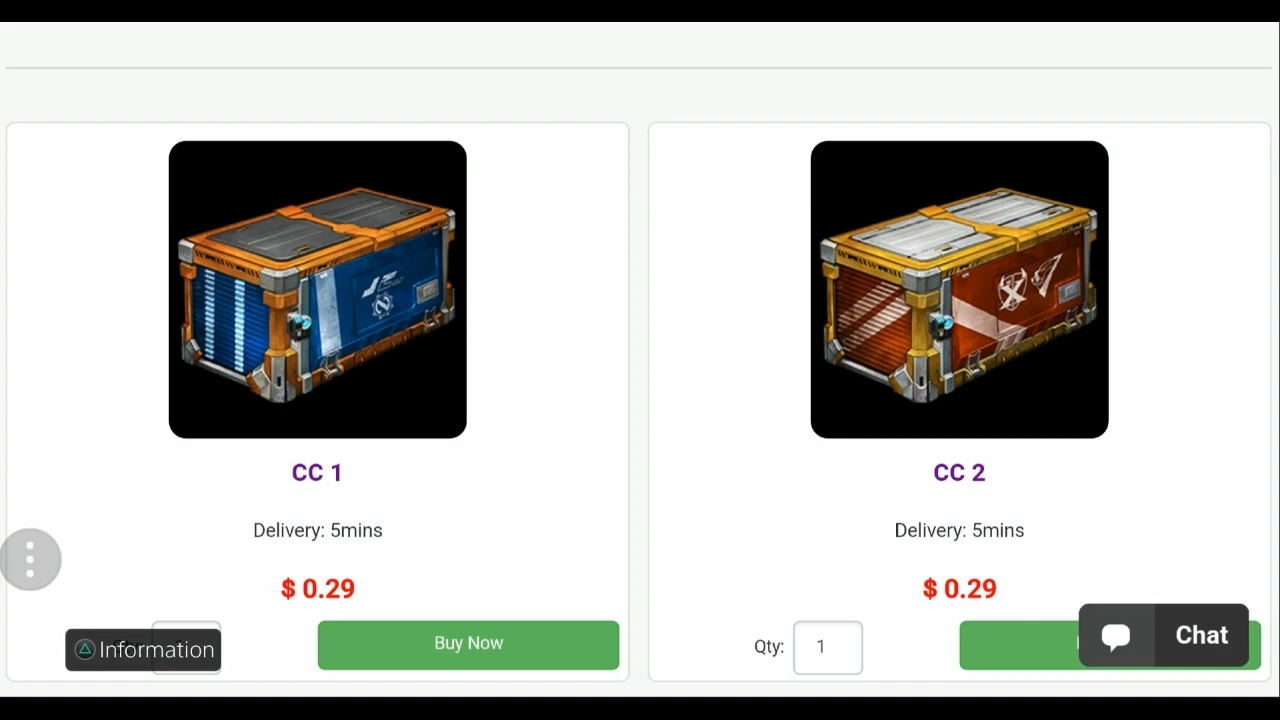 CC 1
Delivery: 5mins
$ 0.29
Information
Buy Now
CC 2
Delivery: 5mins
$ 0.29
Qty:
1
Chat